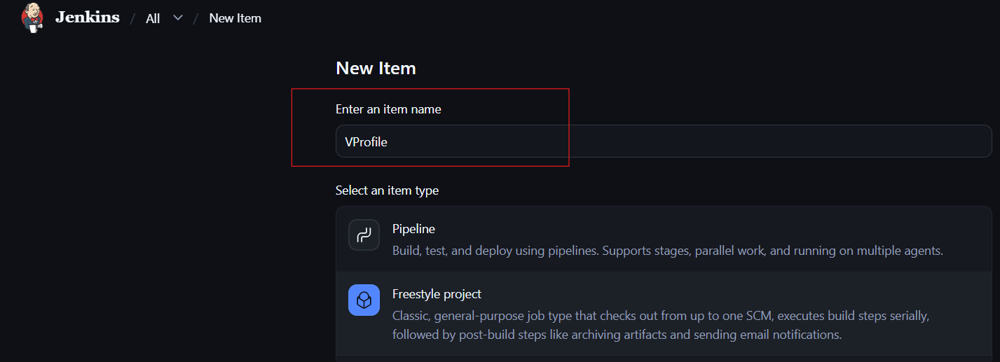 Jenkins / All / New Item
New Item
Enter an item name
VProfile
Select an item type
Pipeline
Build, test, and deploy using pipelines. Supports stages, parallel work, and running on multiple agents.
Freestyle project
Classic, general-purpose job type that checks out from up to one SCM, executes build steps serially,
followed by post-build steps like archiving artifacts and sending email notifications.